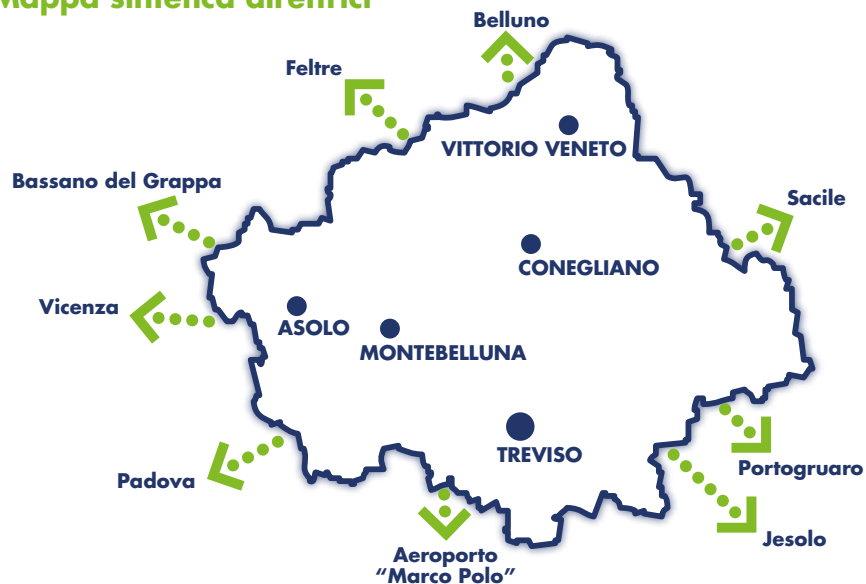 Mappa sintetica direttrici
Belluno
Feltre
VITTORIO VENETO
Bassano del Grappa
Sacile
CONEGLIANO
Vicenza
ASOLO
MONTEBELLUNA
TREVISO
Padova
Portogruaro
Jesolo
Aeroporto
“Marco Polo”